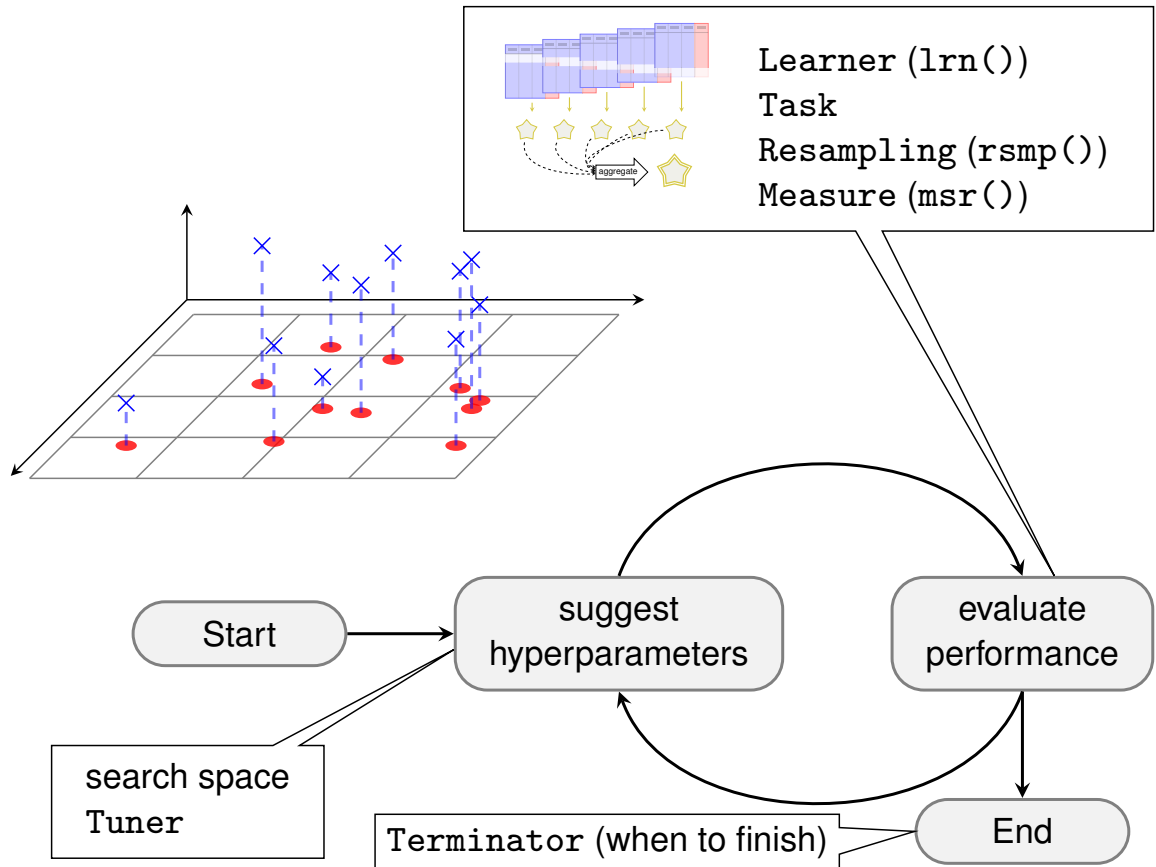 Learner (lrn())
Task
Resampling (rsmp())
Measure (msr())
aggregate
Start
suggest
hyperparameters
evaluate
performance
search space
Tuner
Terminator (when to finish)
End